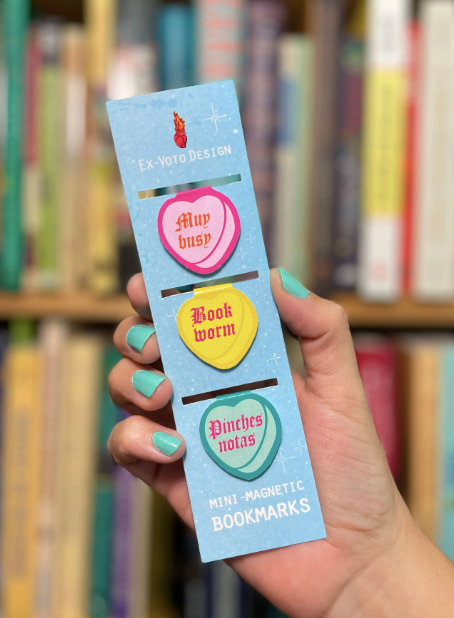 Ex-Voto Design
Muy
busy
Book
worm
Pinches
notas
MINI-MAGNETIC
BOOKMARKS